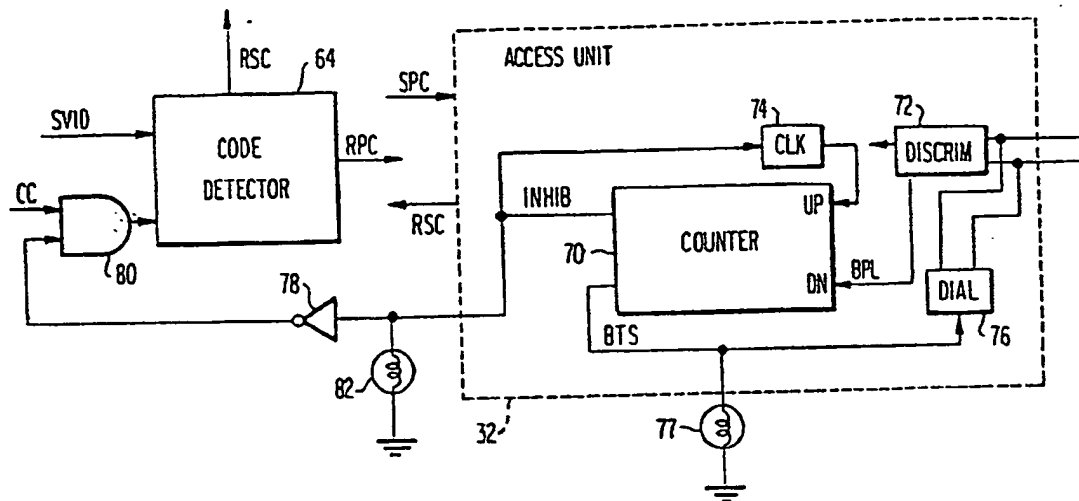 RSC
64
SPC
ACCESS UNIT
SVIO
CODE
DETECTOR
RPC
74
CLK
72
DISCRIM
CC
RSC
INHIB
UP
70
COUNTER
80
DN
BPL
DIAL
78
BTS
76
82
32
77